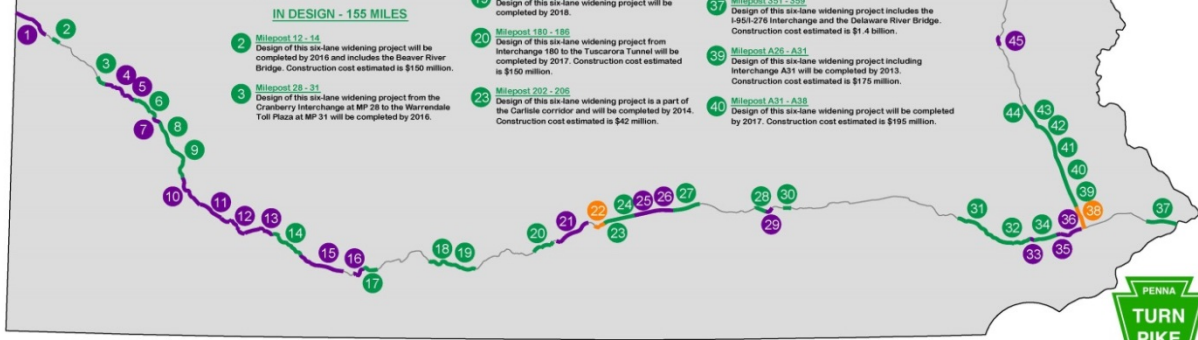 IN DESIGN - 155 MILES
2
Milepost 12 - 14
Design of this six-lane widening project will be
completed by 2016 and includes the Beaver River
Bridge. Construction cost estimated is $150 million.
3
Milepost 28 - 31
Design of this six-lane widening project from the
Cranberry Interchange at MP 28 to the Warrendale
Toll Plaza at MP 31 will be completed by 2016.
19
Design of this six-lane widening project will be
completed by 2018.
20
Milepost 180 - 186
Design of this six-lane widening project from
Interchange 180 to the Tuscarora Tunnel will be
completed by 2017. Construction cost estimated
is $150 million.
23
Milepost 202 - 206
Design of this six-lane widening project is a part of
the Carlisle corridor and will be completed by 2014.
Construction cost estimated is $42 million.
37
Milepost 351 - 359
Design of this six-lane widening project includes the
I-95/I-276 Interchange and the Delaware River Bridge.
Construction cost estimated is $1.4 billion.
39
Milepost A26 - A31
Design of this six-lane widening project including
Interchange A31 will be completed by 2013.
Construction cost estimated is $175 million.
40
Milepost A31 - A38
Design of this six-lane widening project will be completed
by 2017. Construction cost estimated is $195 million.
1
2
3
4
5
6
7
8
9
10
11
12
13
14
15
16
17
18
19
20
21
22
23
24
25
26
27
28
29
30
31
32
33
34
35
36
37
38
39
40
41
42
43
44
45
PENNA
TURN
PIKE